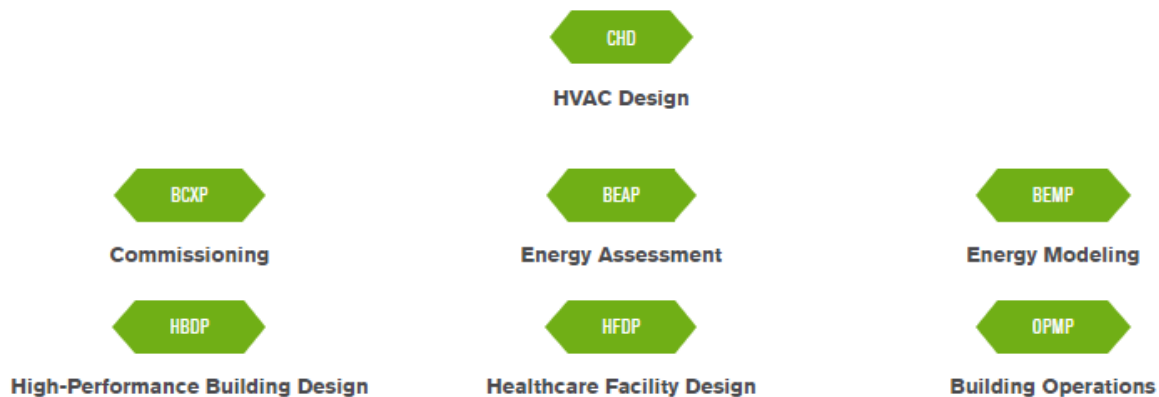 CHD
HVAC Design
BCXP
BEAP
BEMP
Commissioning
Energy Assessment
Energy Modeling
HBDP
HFDP
OPMP
High-Performance Building Design
Healthcare Facility Design
Building Operations